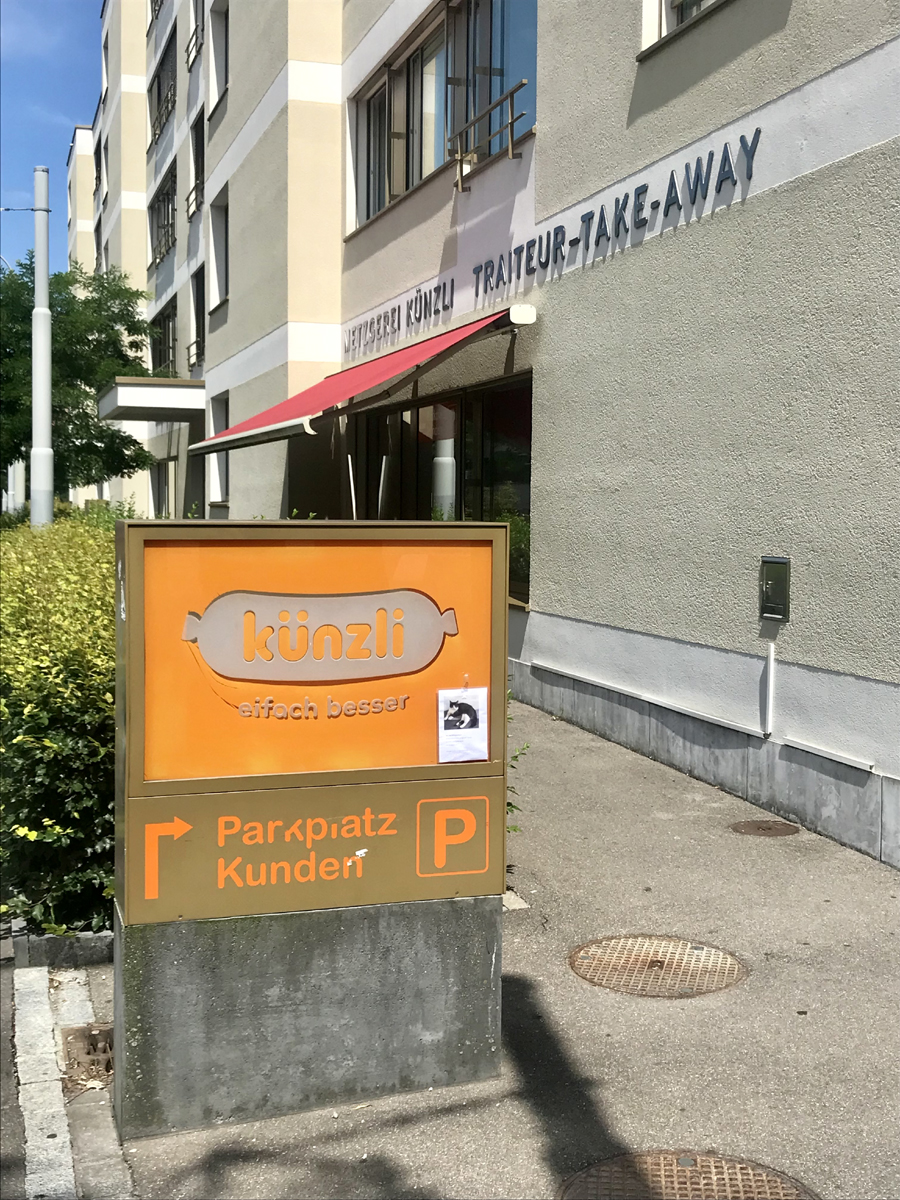 METZGEREI KÜNZLI TRAITEUR-TAKE-AWAY
künzli
eifach besser
Parkplatz
Kunden
P